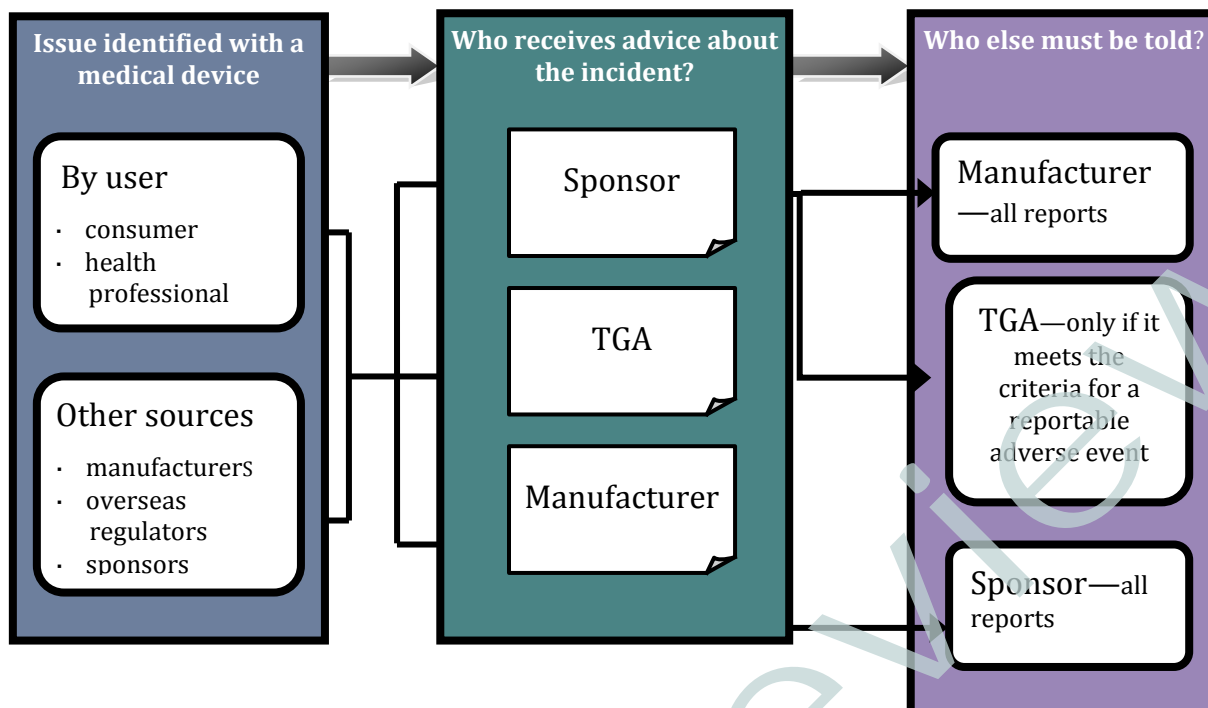 Issue identified with a
medical device
By user
· consumer
· health
professional
Other sources
· manufacturers
· overseas
regulators
· sponsors
Who receives advice about
the incident?
Sponsor
TGA
Manufacturer
Who else must be told?
Manufacturer
—all reports
TGA—only if it
meets the
criteria for a
reportable
adverse event
Sponsor—all
reports
eview